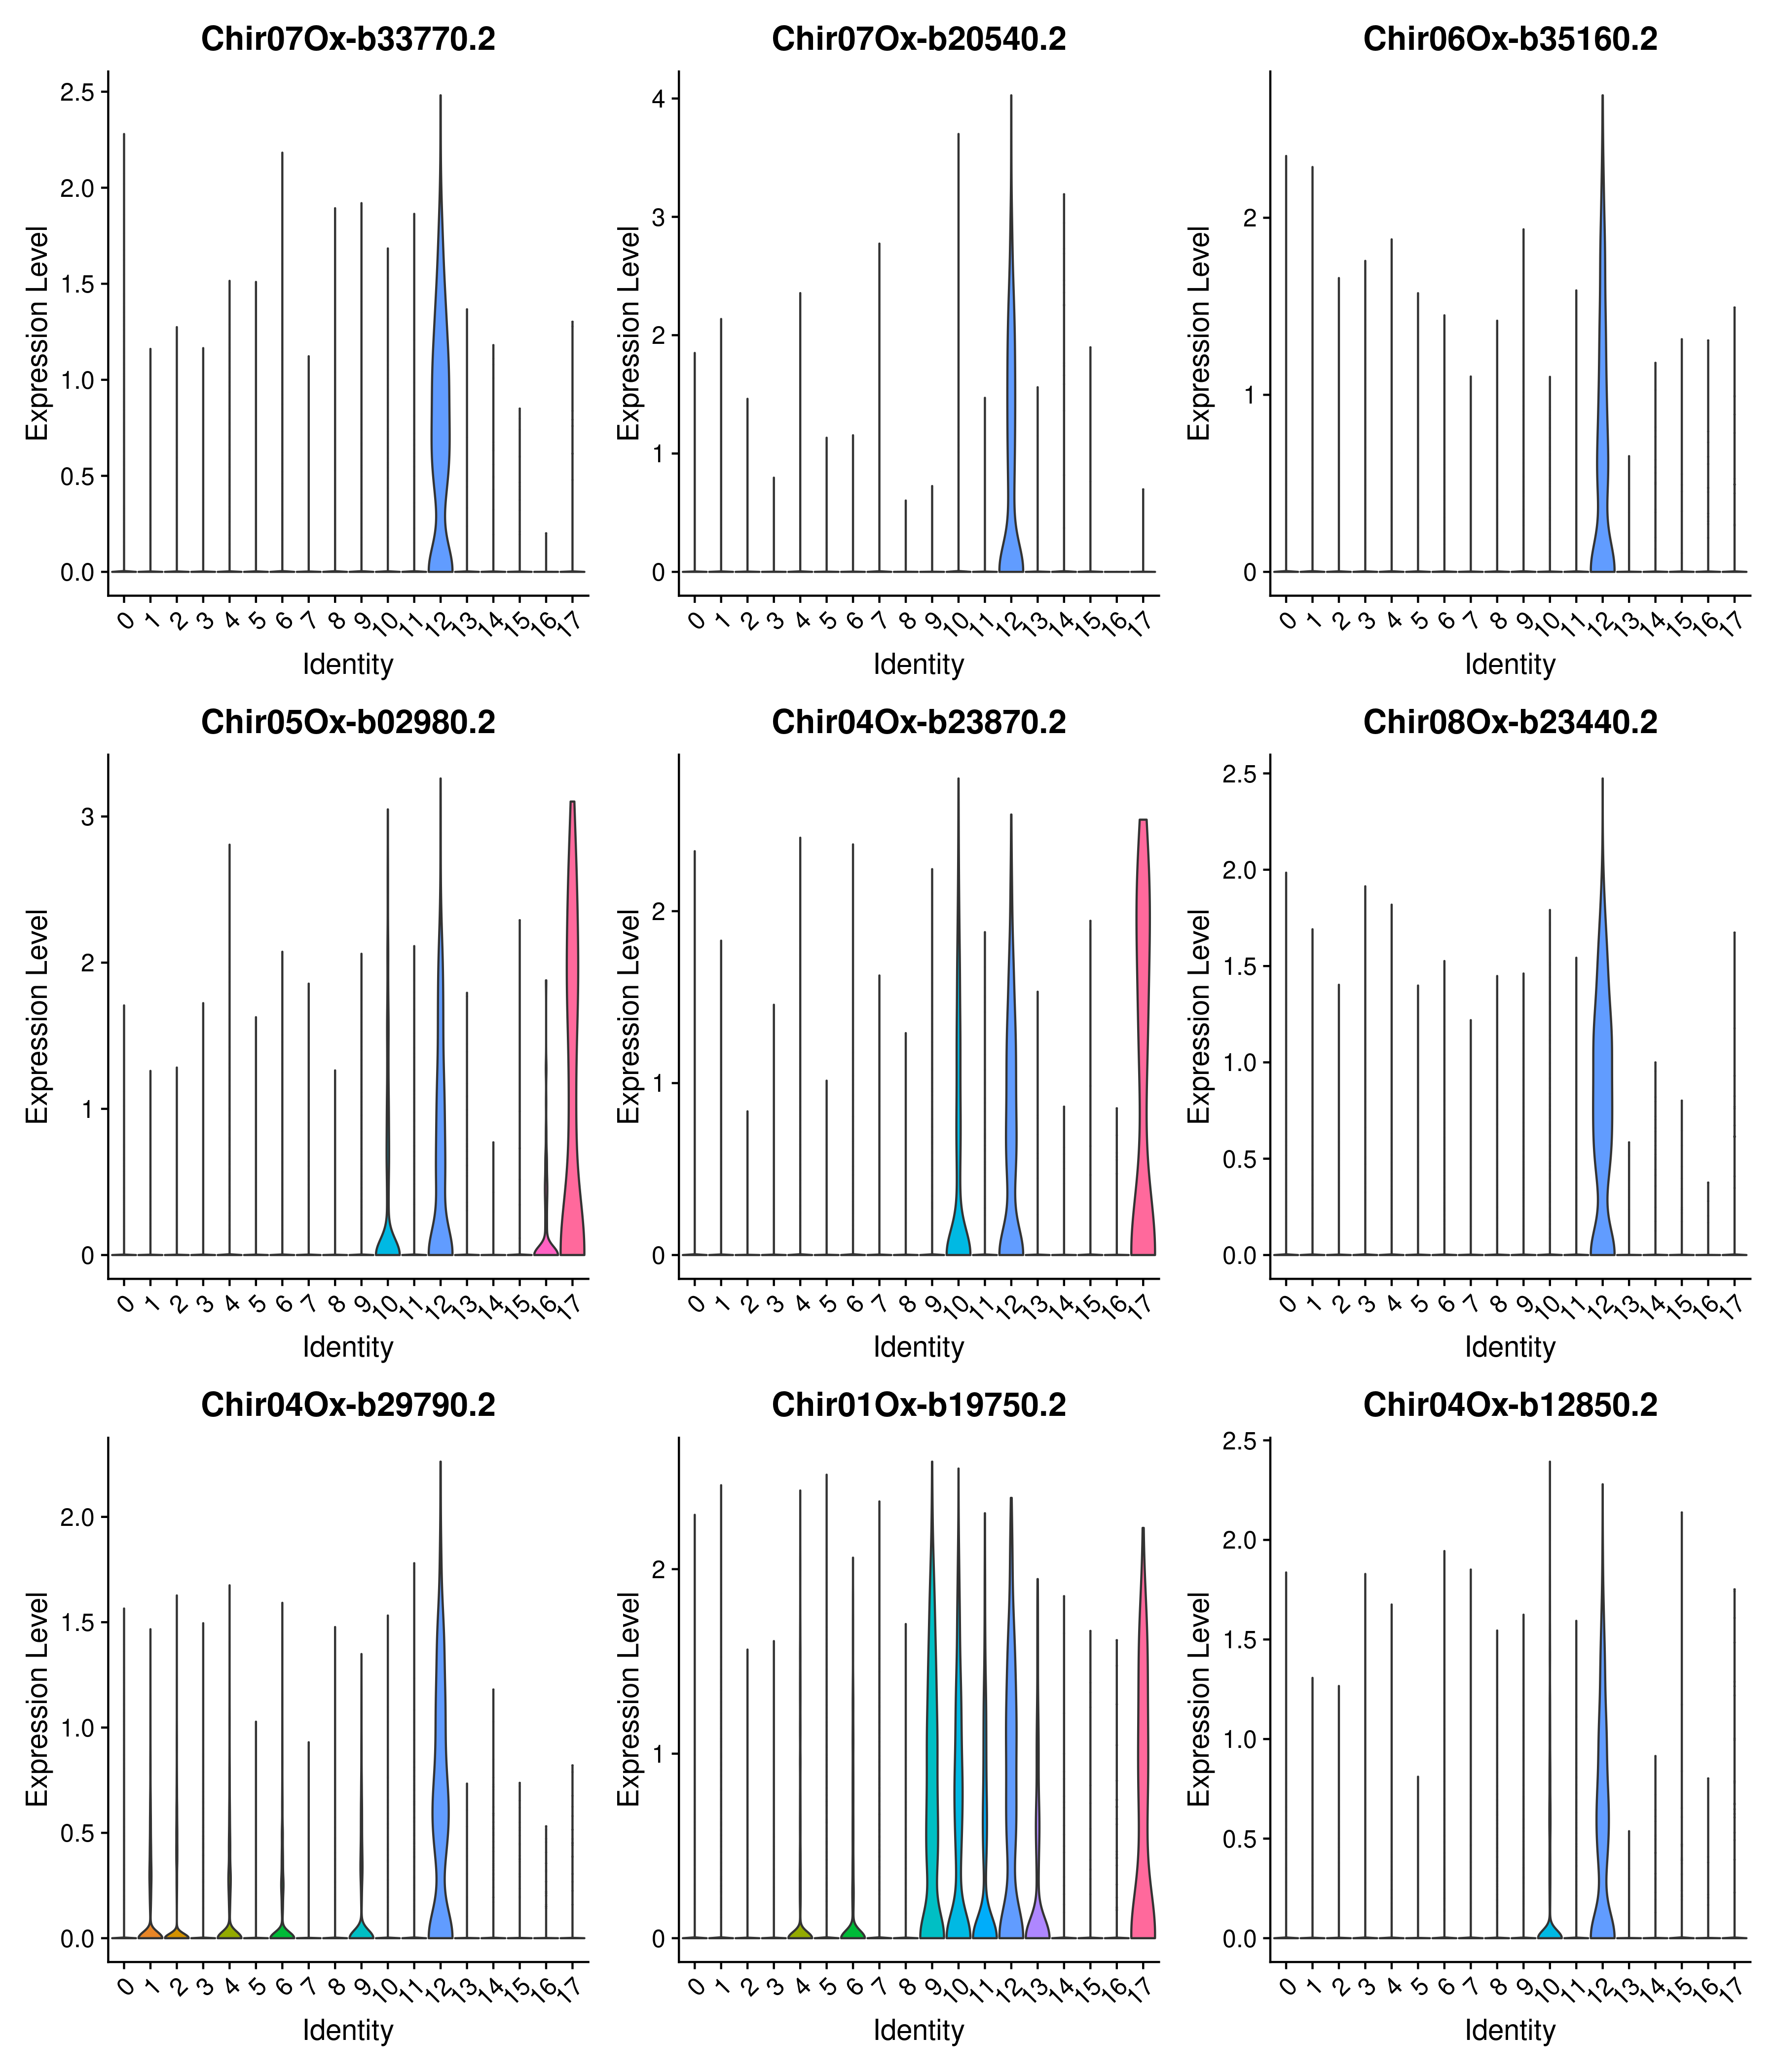 Chir07Ox-b33770.2
Expression Level
2.5
2.0
1.5
1.0
0.5
0.0
0 1 2 3 4 5 6 7 8 9 10 11 12 13 14 15 16 17
Identity
Chir07Ox-b20540.2
Expression Level
4
3
2
1
0
0 1 2 3 4 5 6 7 8 9 10 11 12 13 14 15 16 17
Identity
Chir06Ox-b35160.2
Expression Level
2
1
0
0 1 2 3 4 5 6 7 8 9 10 11 12 13 14 15 16 17
Identity
Chir05Ox-b02980.2
Expression Level
3
2
1
0
0 1 2 3 4 5 6 7 8 9 10 11 12 13 14 15 16 17
Identity
Chir04Ox-b23870.2
Expression Level
2
1
0
0 1 2 3 4 5 6 7 8 9 10 11 12 13 14 15 16 17
Identity
Chir08Ox-b23440.2
Expression Level
2.5
2.0
1.5
1.0
0.5
0.0
0 1 2 3 4 5 6 7 8 9 10 11 12 13 14 15 16 17
Identity
Chir04Ox-b29790.2
Expression Level
2.0
1.5
1.0
0.5
0.0
0 1 2 3 4 5 6 7 8 9 10 11 12 13 14 15 16 17
Identity
Chir01Ox-b19750.2
Expression Level
2
1
0
0 1 2 3 4 5 6 7 8 9 10 11 12 13 14 15 16 17
Identity
Chir04Ox-b12850.2
Expression Level
2.5
2.0
1.5
1.0
0.5
0.0
0 1 2 3 4 5 6 7 8 9 10 11 12 13 14 15 16 17
Identity